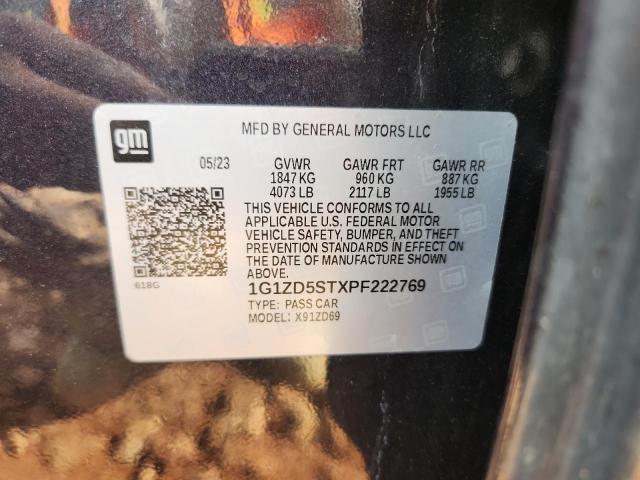 gm
MFD BY GENERAL MOTORS LLC
05/23 GVWR GAWR FRT GAWR RR
1847 KG 960 KG 887 KG
4073 LB 2117 LB 1955 LB
THIS VEHICLE CONFORMS TO ALL
APPLICABLE U.S. FEDERAL MOTOR
VEHICLE SAFETY, BUMPER, AND THEFT
PREVENTION STANDARDS IN EFFECT ON
THE DATE OF MANUFACTURE SHOWN
ABOVE.
618G
1G1ZD5STXPF222769
TYPE: PASS CAR
MODEL: X91ZD69